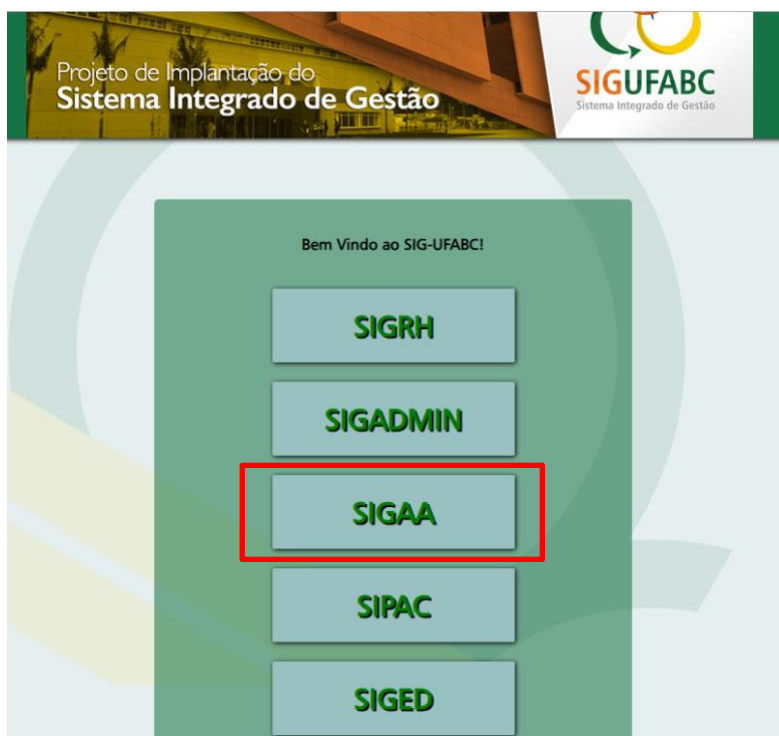 Projeto de Implantação do
Sistema Integrado de Gestão
SIGUFABC
Sistema Integrado de Gestão
Bem Vindo ao SIG-UFABC!
SIGRH
SIGADMIN
SIGAA
SIPAC
SIGED